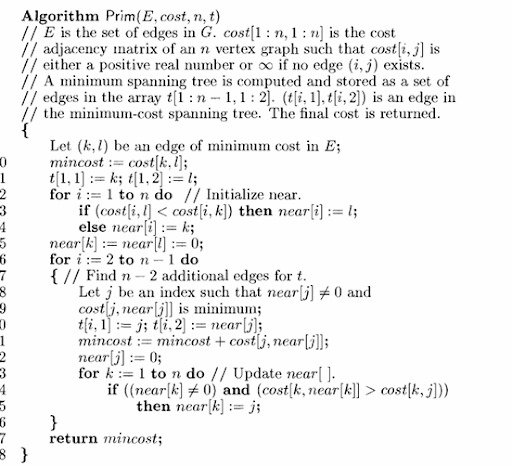 Algorithm Prim(E, cost, n, t)
// E is the set of edges in G. cost[1 : n, 1 : n] is the cost
// adjacency matrix of an n vertex graph such that cost[i, j] is
// either a positive real number or ∞ if no edge (i, j) exists.
// A minimum spanning tree is computed and stored as a set of
// edges in the array t[1 : n − 1, 1 : 2]. (t[i, 1], t[i, 2]) is an edge in
// the minimum-cost spanning tree. The final cost is returned.
{
Let (k, l) be an edge of minimum cost in E;
0 mincost := cost[k, l];
1 t[1, 1] := k; t[1, 2] := l;
2 for i := 1 to n do // Initialize near.
3 if (cost[i, l] < cost[i, k]) then near[i] := l;
4 else near[i] := k;
5 near[k] := near[l] := 0;
6 for i := 2 to n − 1 do
7 { // Find n − 2 additional edges for t.
8 Let j be an index such that near[j] ≠ 0 and
9 cost[j, near[j]] is minimum;
0 t[i, 1] := j; t[i, 2] := near[j];
1 mincost := mincost + cost[j, near[j]];
2 near[j] := 0;
3 for k := 1 to n do // Update near[ ].
4 if ((near[k] ≠ 0) and (cost[k, near[k]] > cost[k, j]))
5 then near[k] := j;
6 }
7 return mincost;
8 }